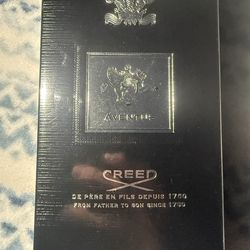 AVENTUS
CREED
DE PÈRE EN FILS DEPUIS 1760
FROM FATHER TO SON SINCE 1760